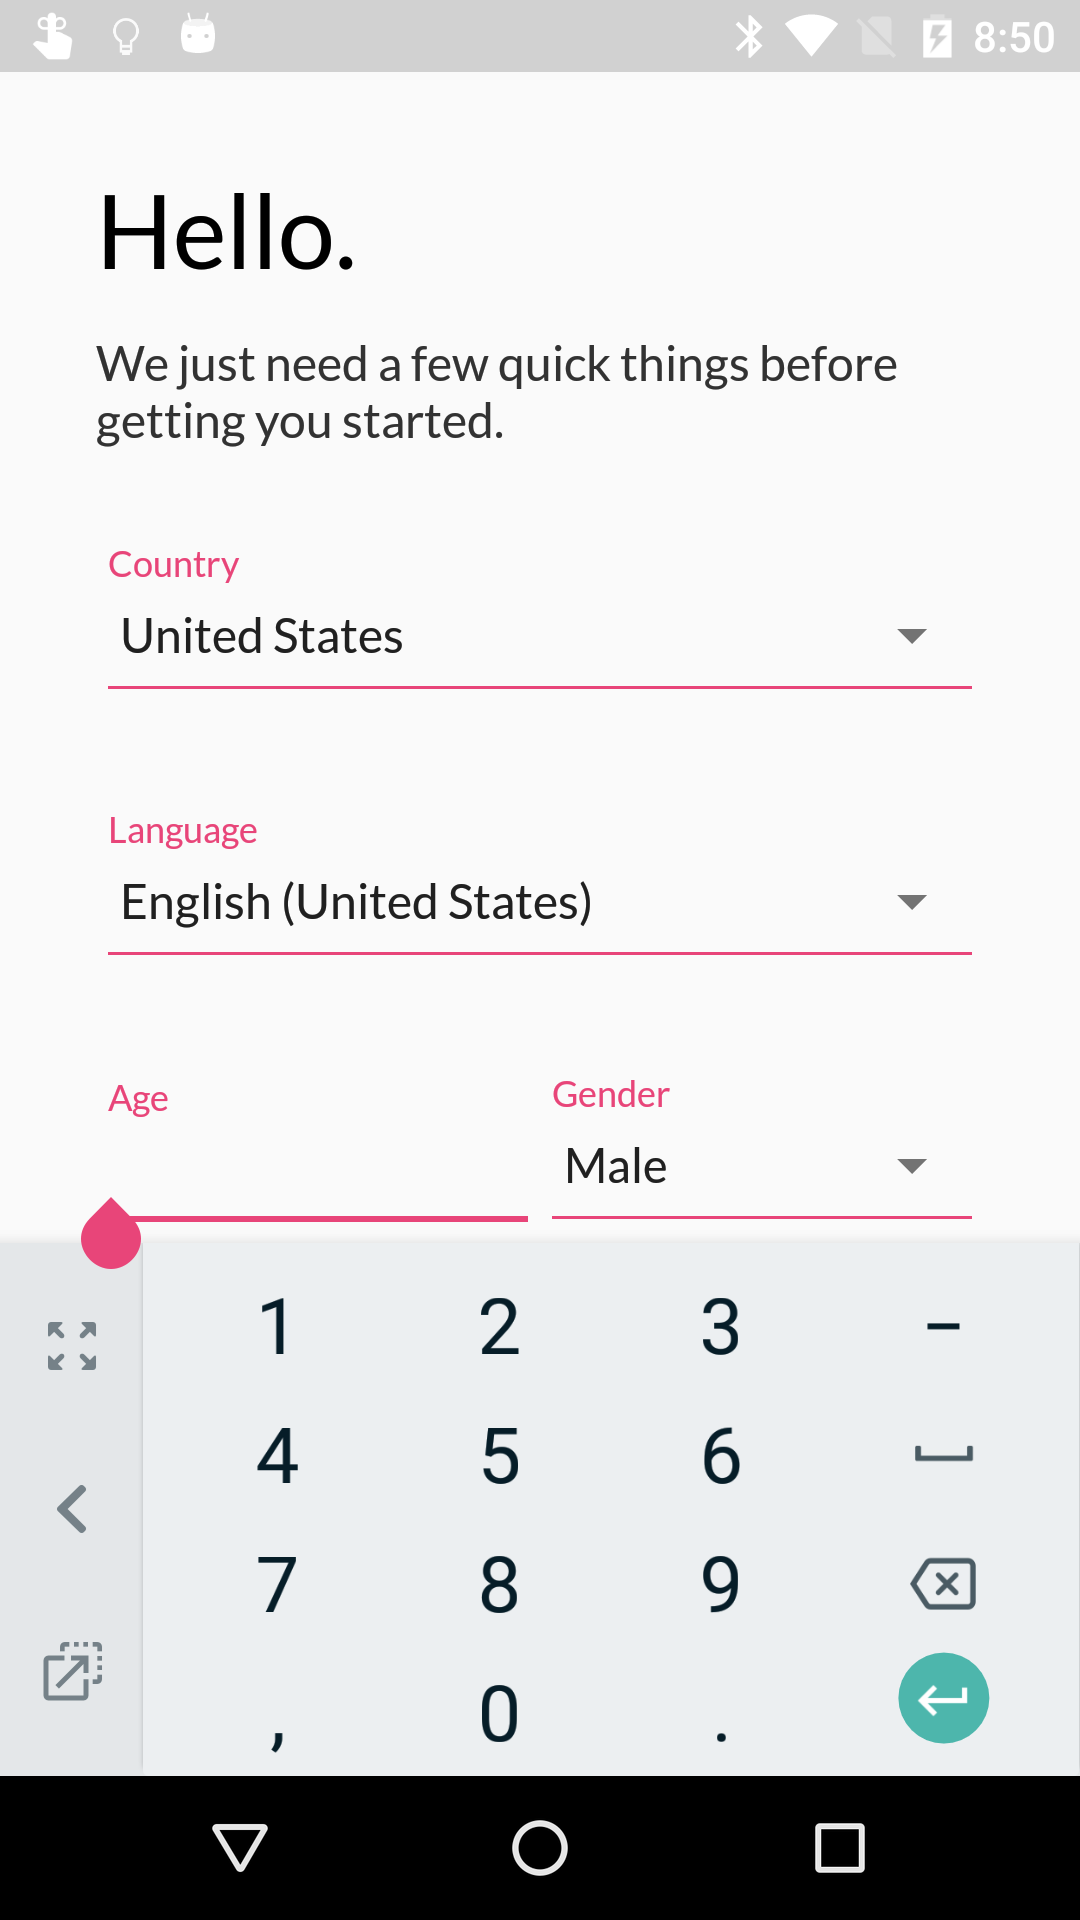 8:50
Hello.
We just need a few quick things before
getting you started.
Country
United States
Language
English (United States)
Age
Gender
Male
1 2 3 -
4 5 6
7 8 9
, 0 .